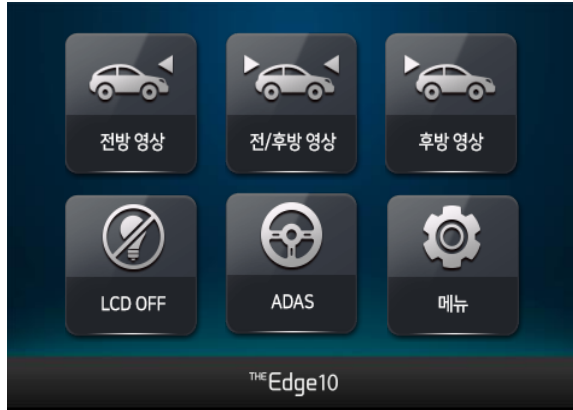 전방 영상
전/후방 영상
후방 영상
LCD OFF
ADAS
메뉴
THE Edge10